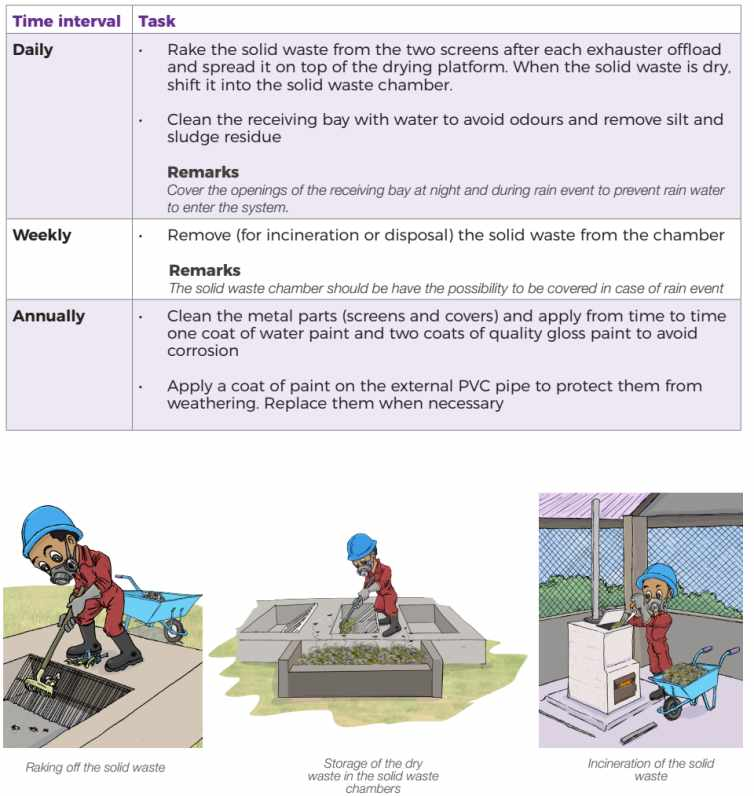 Time interval Task
Daily
• Rake the solid waste from the two screens after each exhauster offload
and spread it on top of the drying platform. When the solid waste is dry,
shift it into the solid waste chamber.
• Clean the receiving bay with water to avoid odours and remove silt and
sludge residue
Remarks
Cover the openings of the receiving bay at night and during rain event to prevent rain water
to enter the system.
Weekly
• Remove (for incineration or disposal) the solid waste from the chamber
Remarks
The solid waste chamber should be have the possibility to be covered in case of rain event
Annually
• Clean the metal parts (screens and covers) and apply from time to time
one coat of water paint and two coats of quality gloss paint to avoid
corrosion
• Apply a coat of paint on the external PVC pipe to protect them from
weathering. Replace them when necessary
Raking off the solid waste
Storage of the dry
waste in the solid waste
chambers
Incineration of the solid
waste